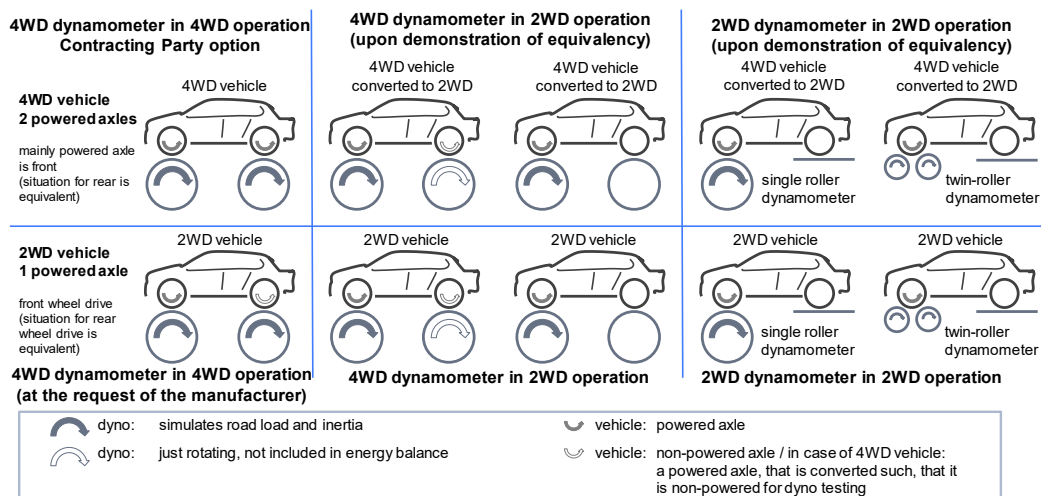 4WD dynamometer in 4WD operation
Contracting Party option
4WD dynamometer in 2WD operation
(upon demonstration of equivalency)
2WD dynamometer in 2WD operation
(upon demonstration of equivalency)
4WD vehicle
2 powered axles
mainly powered axle
is front
(situation for rear is
equivalent)
4WD vehicle
4WD vehicle
converted to 2WD
4WD vehicle
converted to 2WD
4WD vehicle
converted to 2WD
single roller
dynamometer
4WD vehicle
converted to 2WD
twin-roller
dynamometer
2WD vehicle
1 powered axle
front wheel drive
(situation for rear
wheel drive is
equivalent)
2WD vehicle
2WD vehicle
2WD vehicle
2WD vehicle
single roller
dynamometer
2WD vehicle
twin-roller
dynamometer
4WD dynamometer in 4WD operation
(at the request of the manufacturer)
4WD dynamometer in 2WD operation
2WD dynamometer in 2WD operation
dyno: simulates road load and inertia
dyno: just rotating, not included in energy balance
vehicle: powered axle
vehicle: non-powered axle / in case of 4WD vehicle:
a powered axle, that is converted such, that it
is non-powered for dyno testing